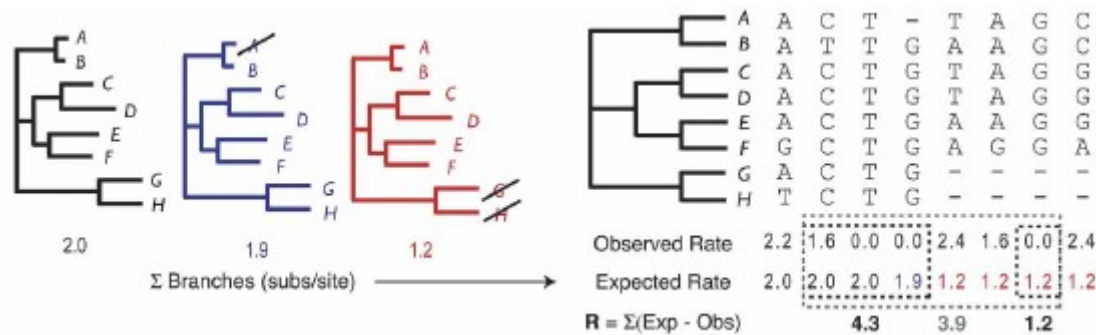 A
B
C
D
E
F
G
H
2.0
A
B
C
D
E
F
G
H
1.9
A
B
C
D
E
F
G
H
1.2
Σ Branches (subs/site)
A A C T - T A G C
B A T T G A A G C
C A C T G T A G G
D A C T G T A G G
E A C T G A A G G
F G C T G A G G A
G A C T G - - - -
H T C T G - - - -
Observed Rate 2.2 1.6 0.0 0.0 2.4 1.6 0.0 2.4
Expected Rate 2.0 2.0 2.0 1.9 1.2 1.2 1.2 1.2
R = Σ(Exp - Obs) 4.3 3.9 1.2